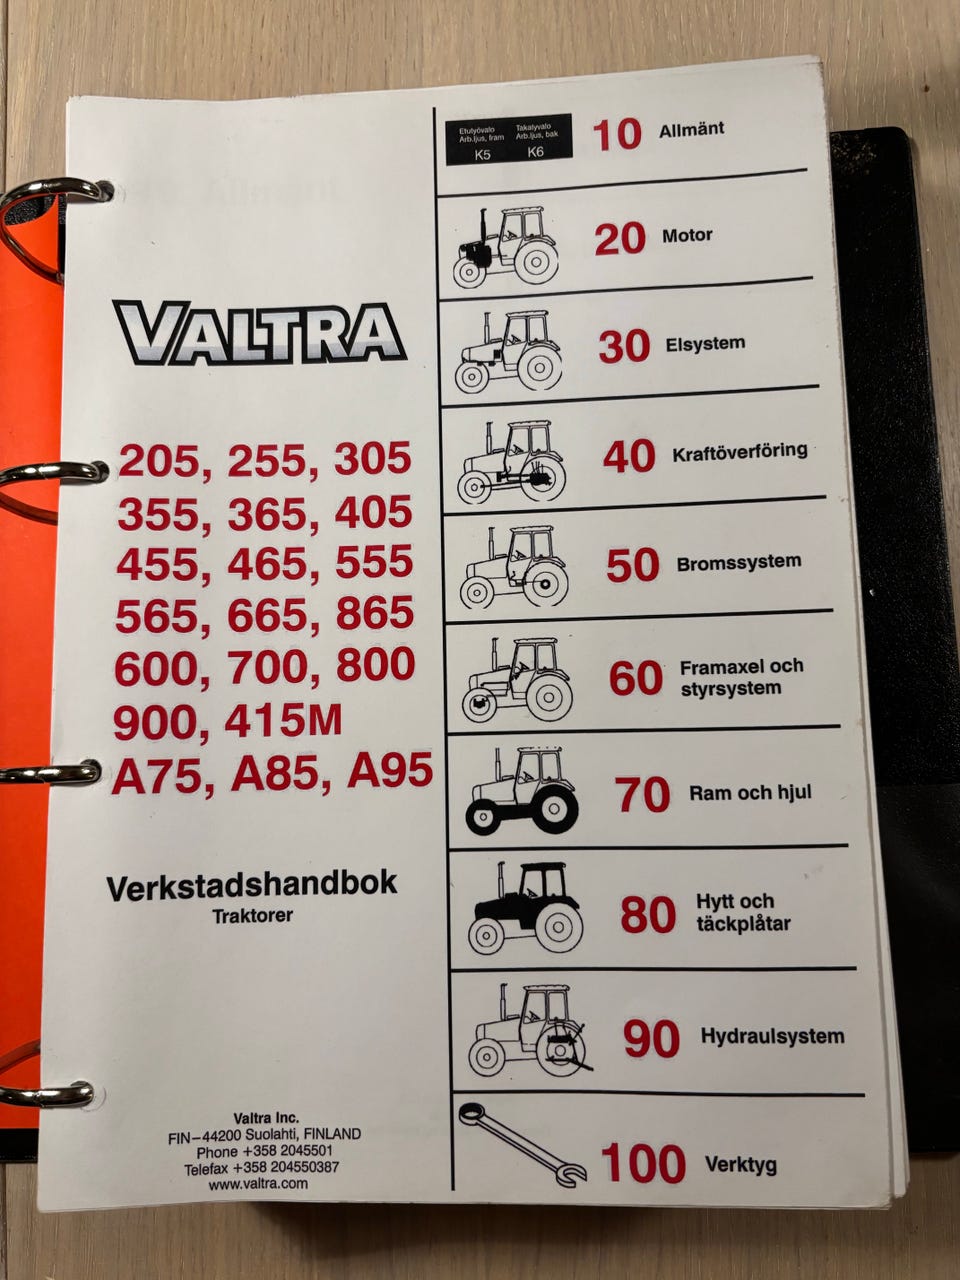 VALTRA
205, 255, 305
355, 365, 405
455, 465, 555
565, 665, 865
600, 700, 800
900, 415M
A75, A85, A95
Verkstadshandbok
Traktorer
Valtra Inc.
FIN–44200 Suolahti, FINLAND
Phone +358 2045501
Telefax +358 204550387
www.valtra.com
Etutyövalo Takatyvalo
Arb.ljus, fram Arb.ljus, bak
K5 K6
10 Allmänt
20 Motor
30 Elsystem
40 Kraftöverföring
50 Bromssystem
60 Framaxel och
styrsystem
70 Ram och hjul
80 Hytt och
täckplåtar
90 Hydraulsystem
100 Verktyg